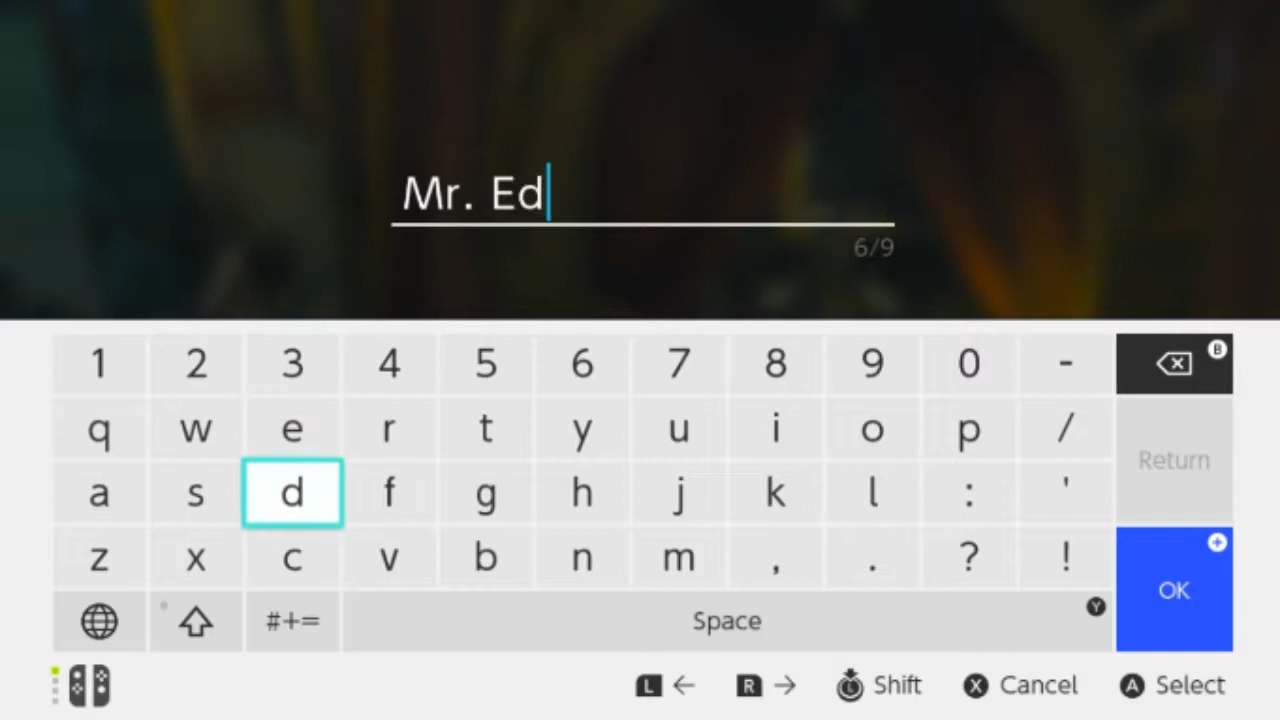 Mr. Ed
6/9
1 2 3 4 5 6 7 8 9 0 - B
q w e r t y u i o p / Return
a s d f g h j k l : '
z x c v b n m , . ? ! OK
#+= Space Y
L ← R → L Shift X Cancel A Select